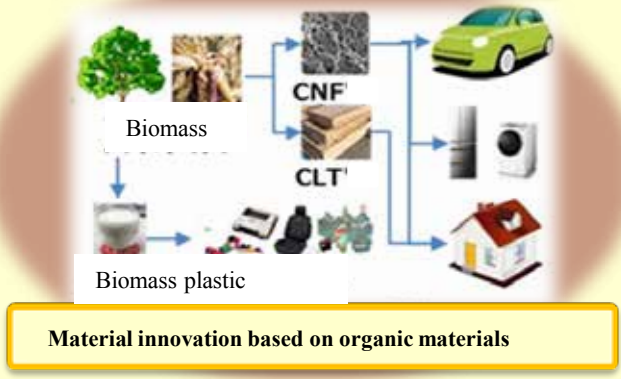 CNF
Biomass
CLT
Biomass plastic
Material innovation based on organic materials